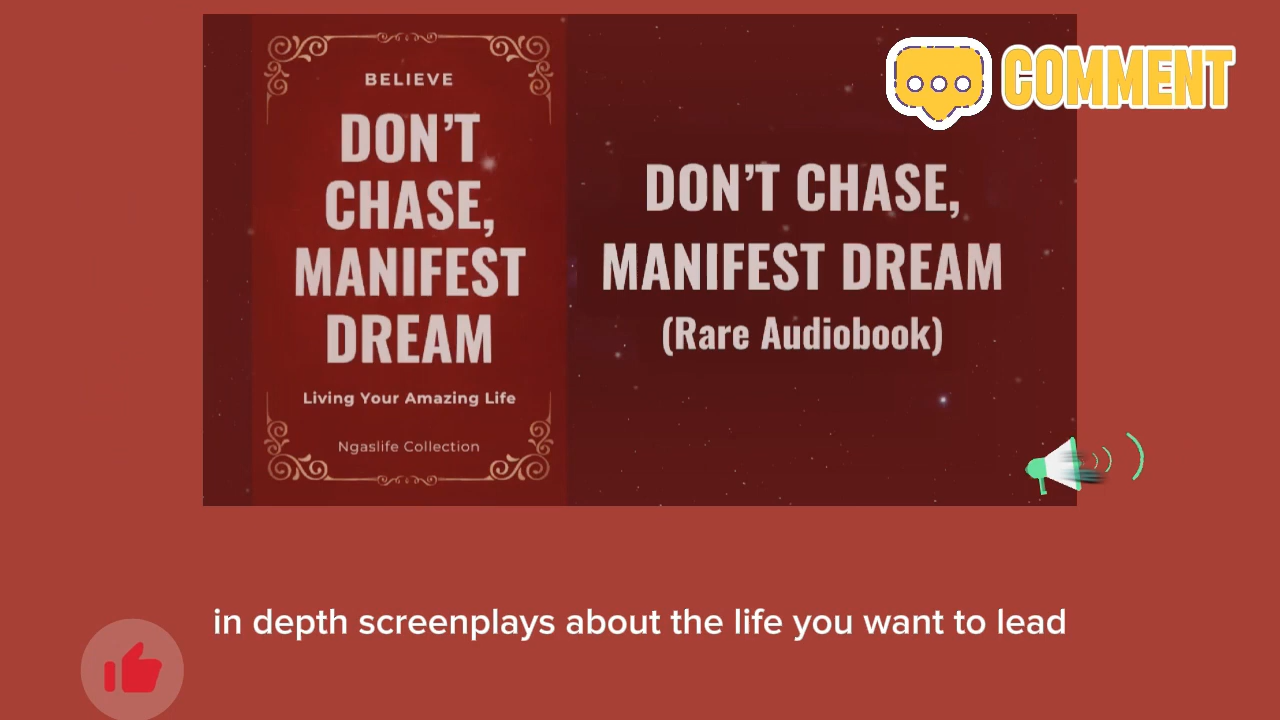 BELIEVE
DON'T
CHASE,
MANIFEST
DREAM
Living Your Amazing Life
Ngaslife Collection
DON'T CHASE,
MANIFEST DREAM
(Rare Audiobook)
COMMENT
in depth screenplays about the life you want to lead